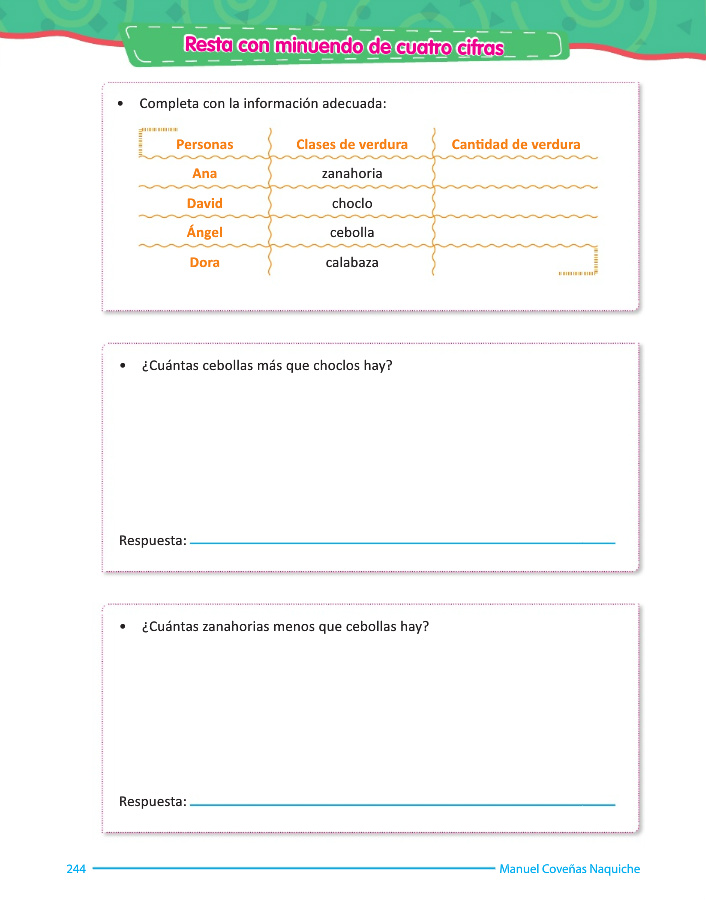 Resta con minuendo de cuatro cifras
• Completa con la información adecuada:
Personas Clases de verdura Cantidad de verdura
Ana zanahoria
David choclo
Ángel cebolla
Dora calabaza
• ¿Cuántas cebollas más que choclos hay?
Respuesta:
• ¿Cuántas zanahorias menos que cebollas hay?
Respuesta:
244 Manuel Coveñas Naquiche